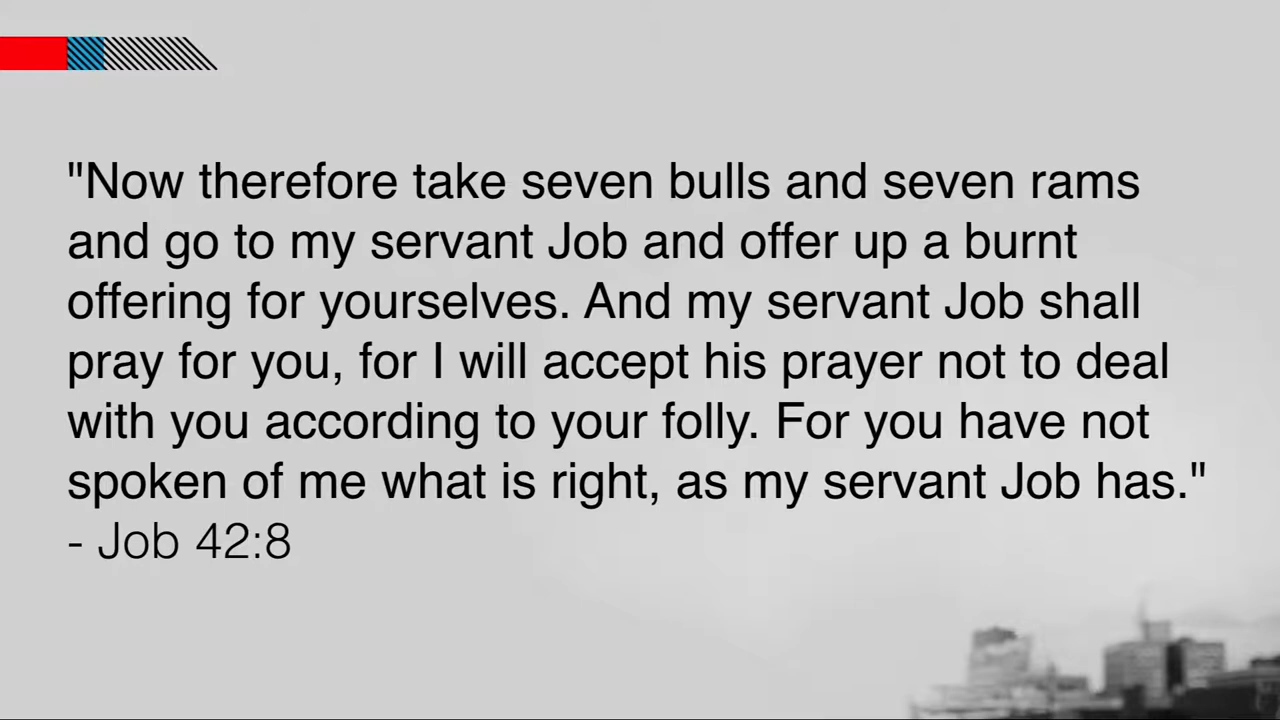 "Now therefore take seven bulls and seven rams
and go to my servant Job and offer up a burnt
offering for yourselves. And my servant Job shall
pray for you, for I will accept his prayer not to deal
with you according to your folly. For you have not
spoken of me what is right, as my servant Job has."
- Job 42:8